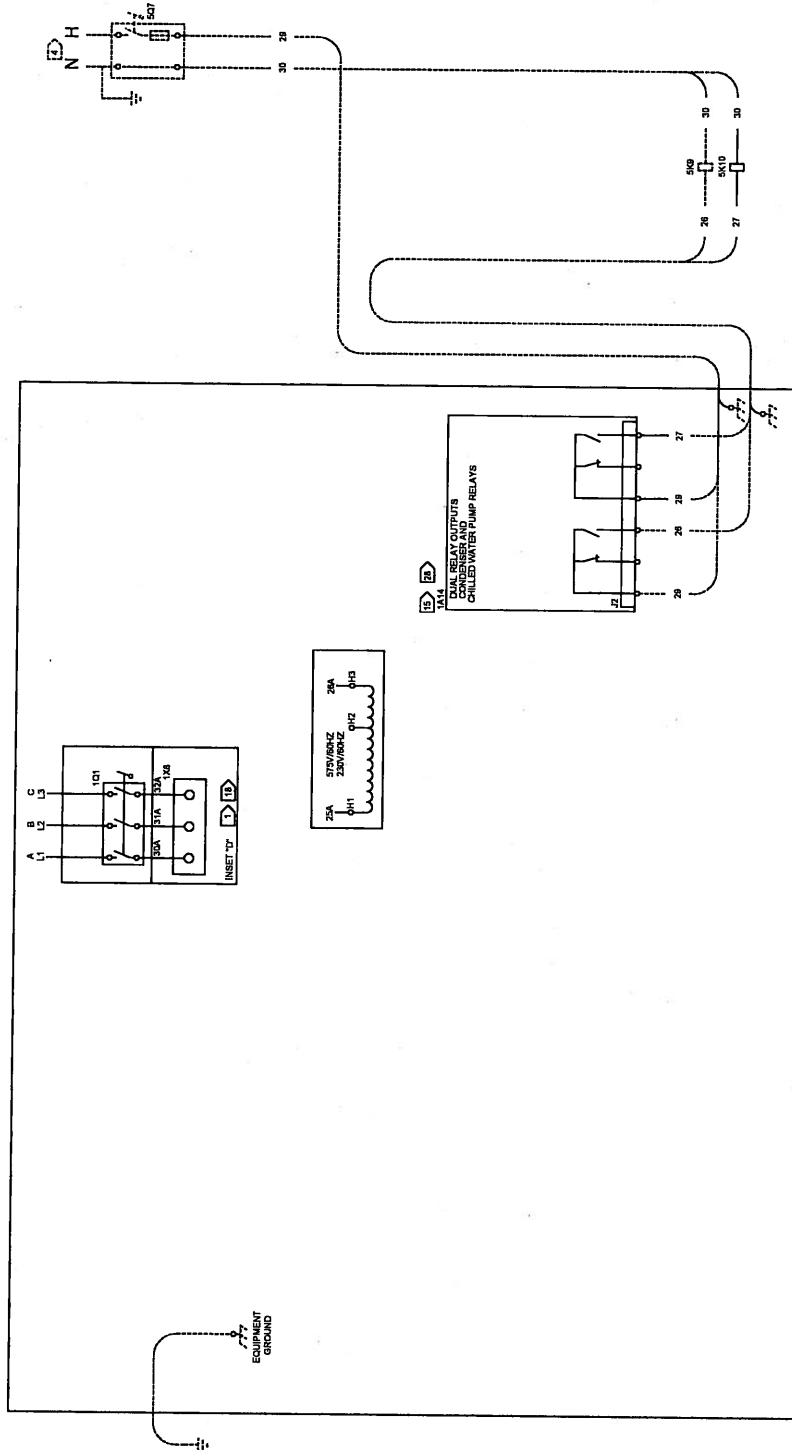 4
H
N
5Q7
29
30
30
30
5K9
5K10
26
27
A
B
C
L1
L2
L3
1Q1
30A
31A
32A
1X8
INSET "D"
1
18
25A
26A
575V/60HZ
230V/60HZ
H1
H2
H3
15
28
1A14
DUAL RELAY OUTPUTS
CONDENSER AND
CHILLED WATER PUMP RELAYS
J2
29
26
29
27
EQUIPMENT
GROUND